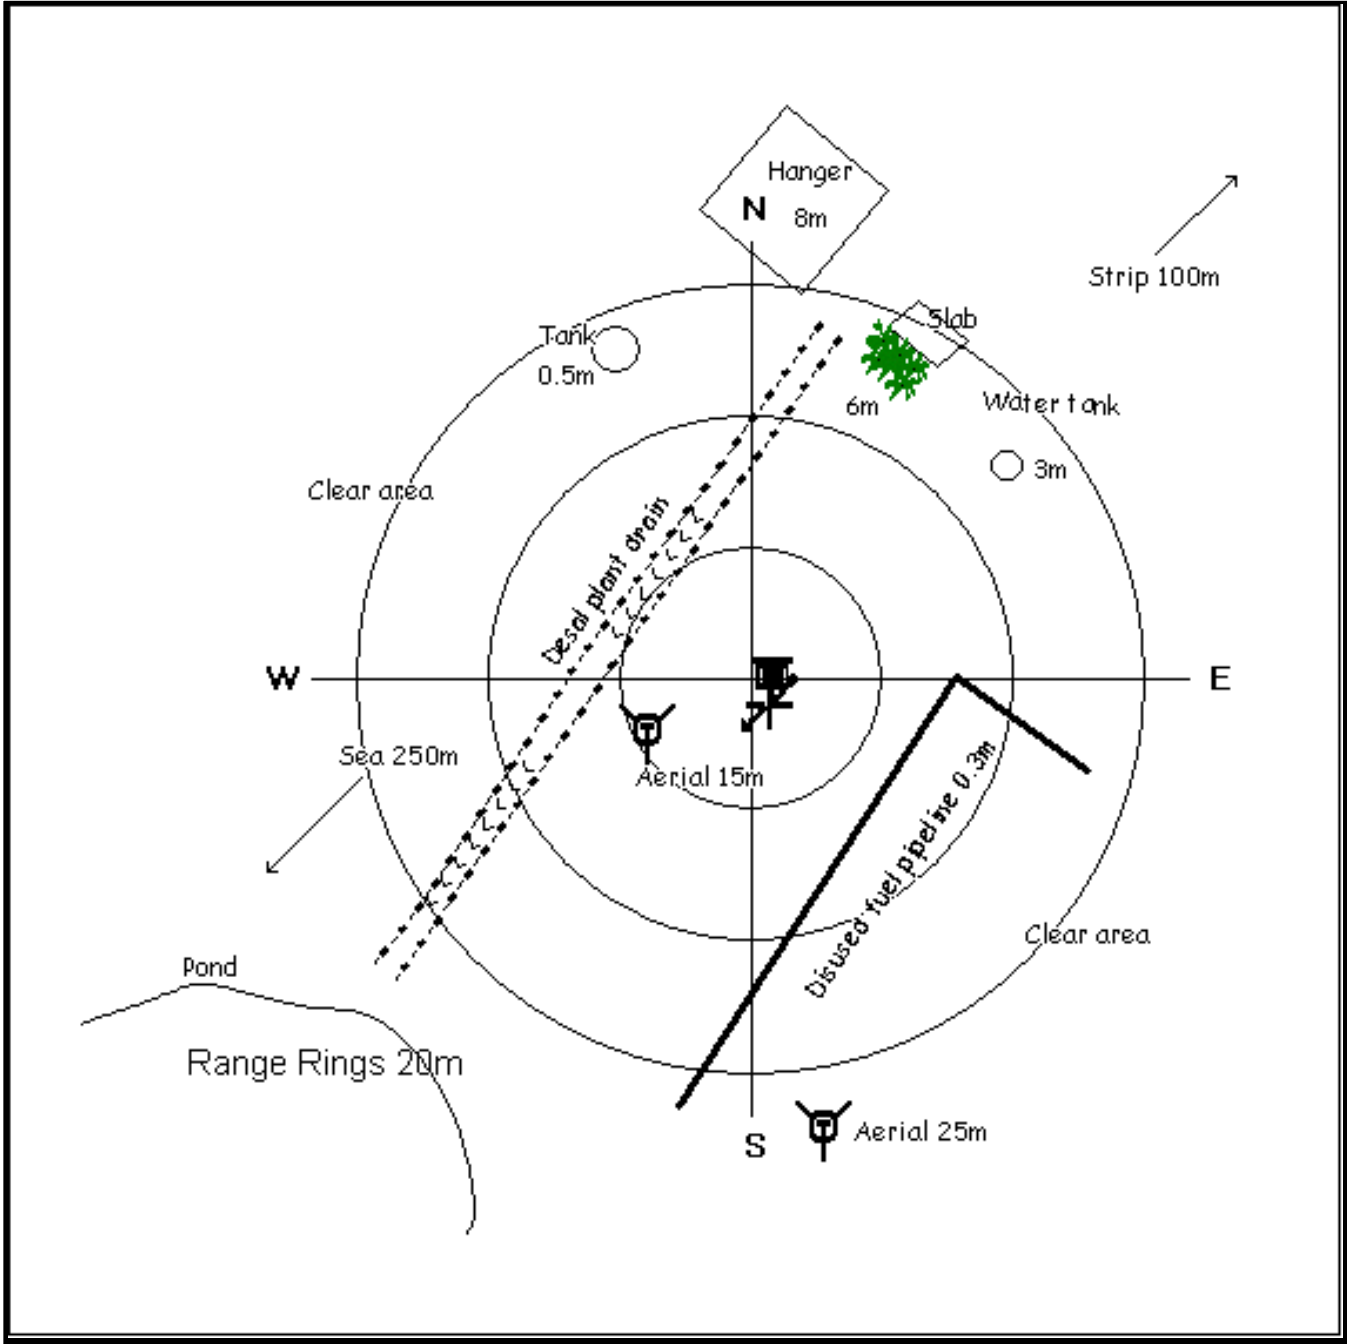 Hanger
N
8m
Strip 100m
Slab
Tank
0.5m
6m
Water tank
3m
Clear area
Desal plant drain
W
E
Sea 250m
Aerial 15m
Disused fuel pipeline 0.3m
Clear area
Pond
Range Rings 20m
S
Aerial 25m